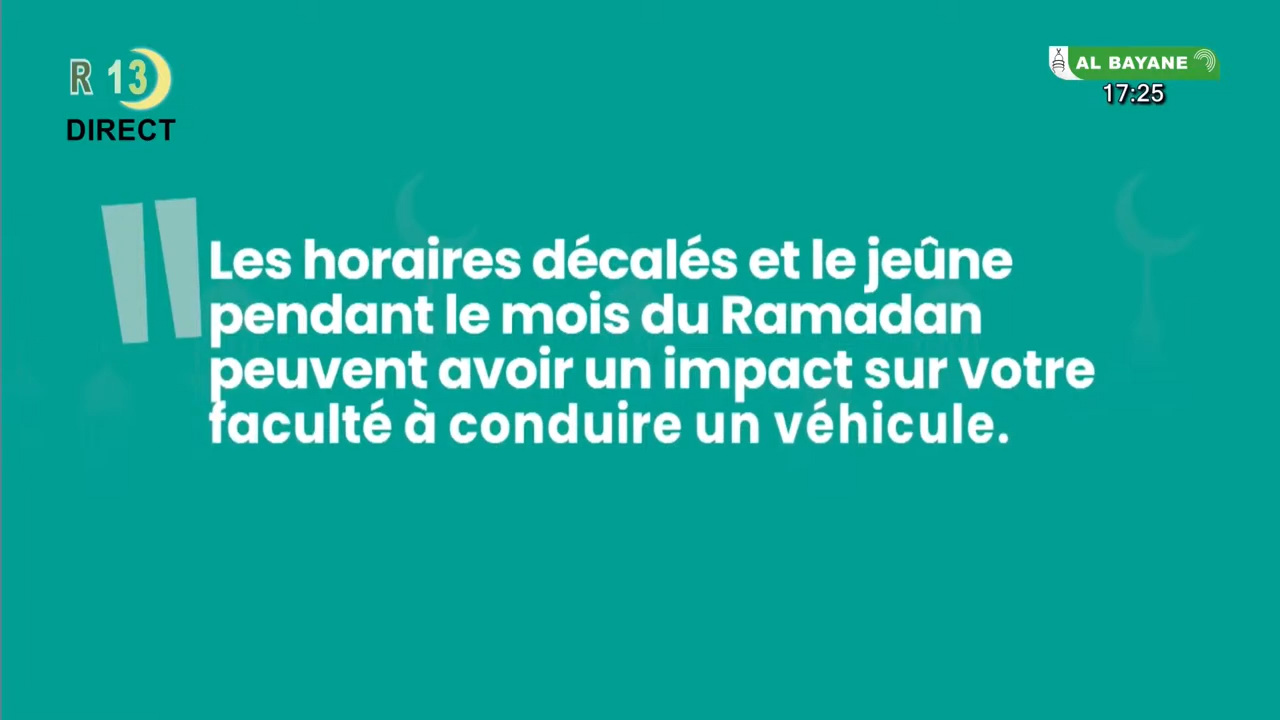 R 13
DIRECT
AL BAYANE
17:25
"
Les horaires décalés et le jeûne
pendant le mois du Ramadan
peuvent avoir un impact sur votre
faculté à conduire un véhicule.